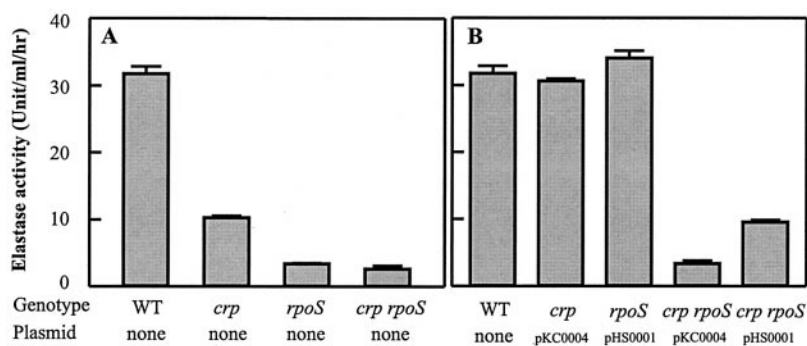 A
B
Elastase activity (Unit/ml/hr)
40
30
20
10
0
Genotype WT crp rpoS crp rpoS WT crp rpoS crp rpoS crp rpoS
Plasmid none none none none none pKC0004 pHS0001 pKC0004 pHS0001